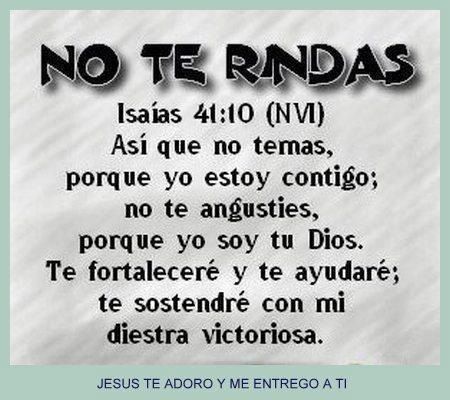 NO TE RINDAS
Isaías 41:10 (NVI)
Así que no temas,
porque yo estoy contigo;
no te angusties,
porque yo soy tu Dios.
Te fortaleceré y te ayudaré;
te sostendré con mi
diestra victoriosa.
JESUS TE ADORO Y ME ENTREGO A TI